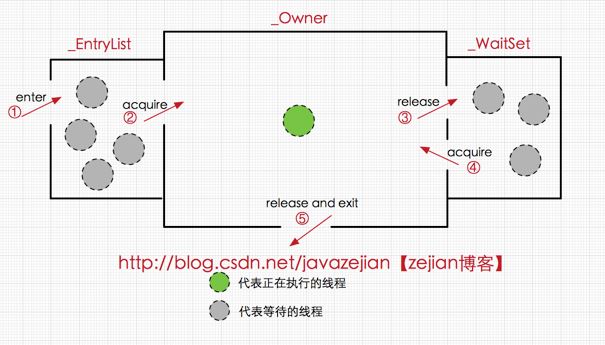 _Owner
_EntryList
_WaitSet
enter
①
acquire
②
release
③
acquire
④
release and exit
⑤
http://blog.csdn.net/javazejian【zejian博客】
代表正在执行的线程
代表等待的线程